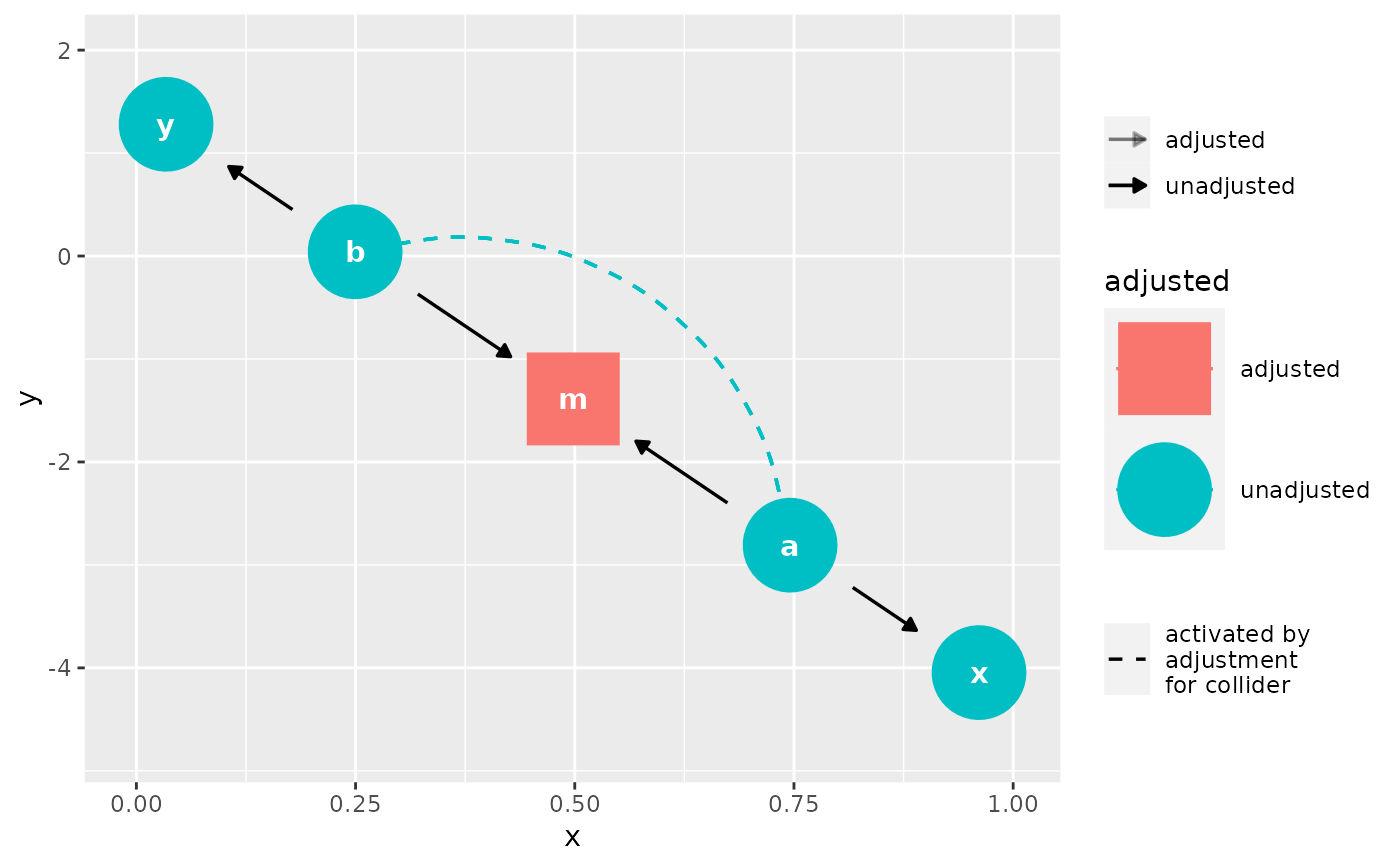 2
0
-2
-4
y
y
b
m
a
x
0.00
0.25
0.50
0.75
1.00
x
adjusted
unadjusted
adjusted
adjusted
unadjusted
activated by
adjustment
for collider